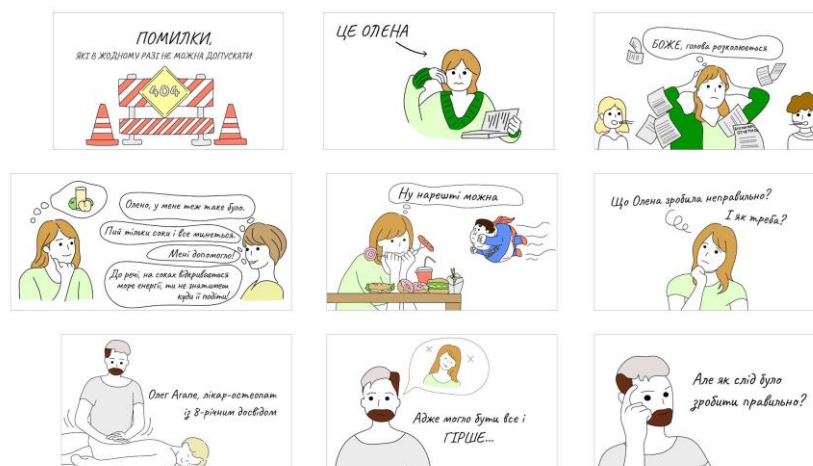 ПОМИЛКИ,
ЯКІ В ЖОДНОМУ РАЗІ НЕ МОЖНА ДОПУСКАТИ
404
ЦЕ ОЛЕНА
БОЖЕ, голова розколюється
Олено, у мене теж таке було.
Пий тільки соки і все минеться.
Мені допомогло!
До речі, на соках відкривається
море енергії, ти не знатимеш
куди її подіти!
Ну нарешті можна
Що Олена зробила неправильно?
І як треба?
Олег Агапе, лікар-остеопат
із 8-річним досвідом
Адже могло бути все і
ГІРШЕ...
Але як слід було
зробити правильно?